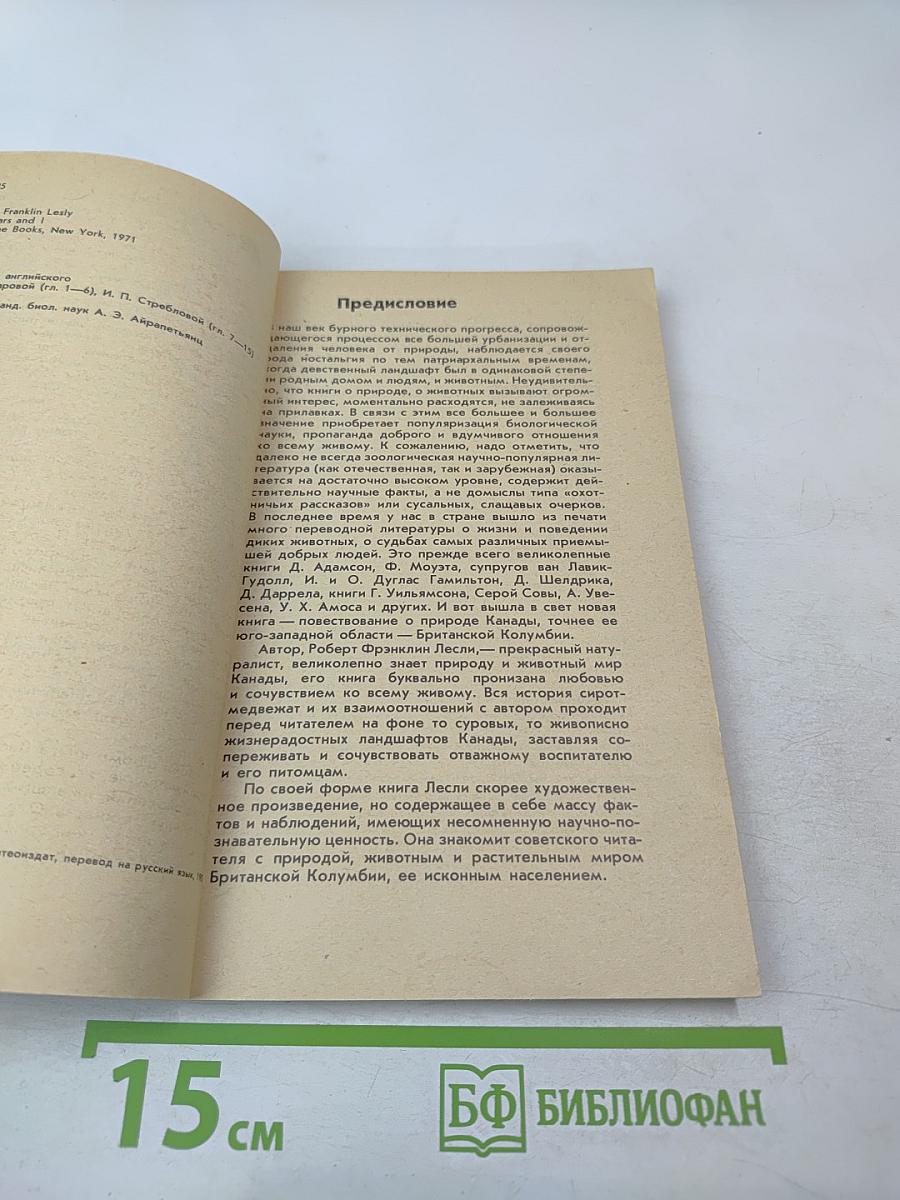 Franklin Lesly
ars and I
e Books, New York, 1971
английского
ровой (гл. 1—6), И. П. Стребловой (гл. 7—15)
анд. биол. наук А. Э. Айрапетьянц
теоиздат, перевод на русский язык, 19
Предисловие
наш век бурного технического прогресса, сопровож-
дающегося процессом все большей урбанизации и от-
даления человека от природы, наблюдается своего
рода ностальгия по тем патриархальным временам,
когда девственный ландшафт был в одинаковой степе-
ни родным домом и людям, и животным. Неудивитель-
но, что книги о природе, о животных вызывают огром-
ный интерес, моментально расходятся, не залеживаясь
на прилавках. В связи с этим все большее и большее
значение приобретает популяризация биологической
науки, пропаганда доброго и вдумчивого отношения
ко всему живому. К сожалению, надо отметить, что
далеко не всегда зоологическая научно-популярная ли-
тература (как отечественная, так и зарубежная) оказы-
вается на достаточно высоком уровне, содержит дей-
ствительно научные факты, а не домыслы типа «охот-
ничьих рассказов» или сусальных, слащавых очерков.
В последнее время у нас в стране вышло из печати
много переводной литературы о жизни и поведении
диких животных, о судьбах самых различных приемы-
шей добрых людей. Это прежде всего великолепные
книги Д. Адамсон, Ф. Моуэта, супругов ван Лавик-
Гудолл, И. и О. Дуглас Гамильтон, Д. Шелдрика,
Д. Даррела, книги Г. Уильямсона, Серой Совы, А. Уве-
сена, У. Х. Амоса и других. И вот вышла в свет новая
книга — повествование о природе Канады, точнее ее
юго-западной области — Британской Колумбии.
Автор, Роберт Фрэнклин Лесли,— прекрасный нату-
ралист, великолепно знает природу и животный мир
Канады, его книга буквально пронизана любовью
и сочувствием ко всему живому. Вся история сирот-
медвежат и их взаимоотношений с автором проходит
перед читателем на фоне то суровых, то живописно
жизнерадостных ландшафтов Канады, заставляя со-
переживать и сочувствовать отважному воспитателю
и его питомцам.
По своей форме книга Лесли скорее художествен-
ное произведение, но содержащее в себе массу фак-
тов и наблюдений, имеющих несомненную научно-по-
знавательную ценность. Она знакомит советского чита-
теля с природой, животным и растительным миром
Британской Колумбии, ее исконным населением.
15 см
БФ БИБЛИОФАН